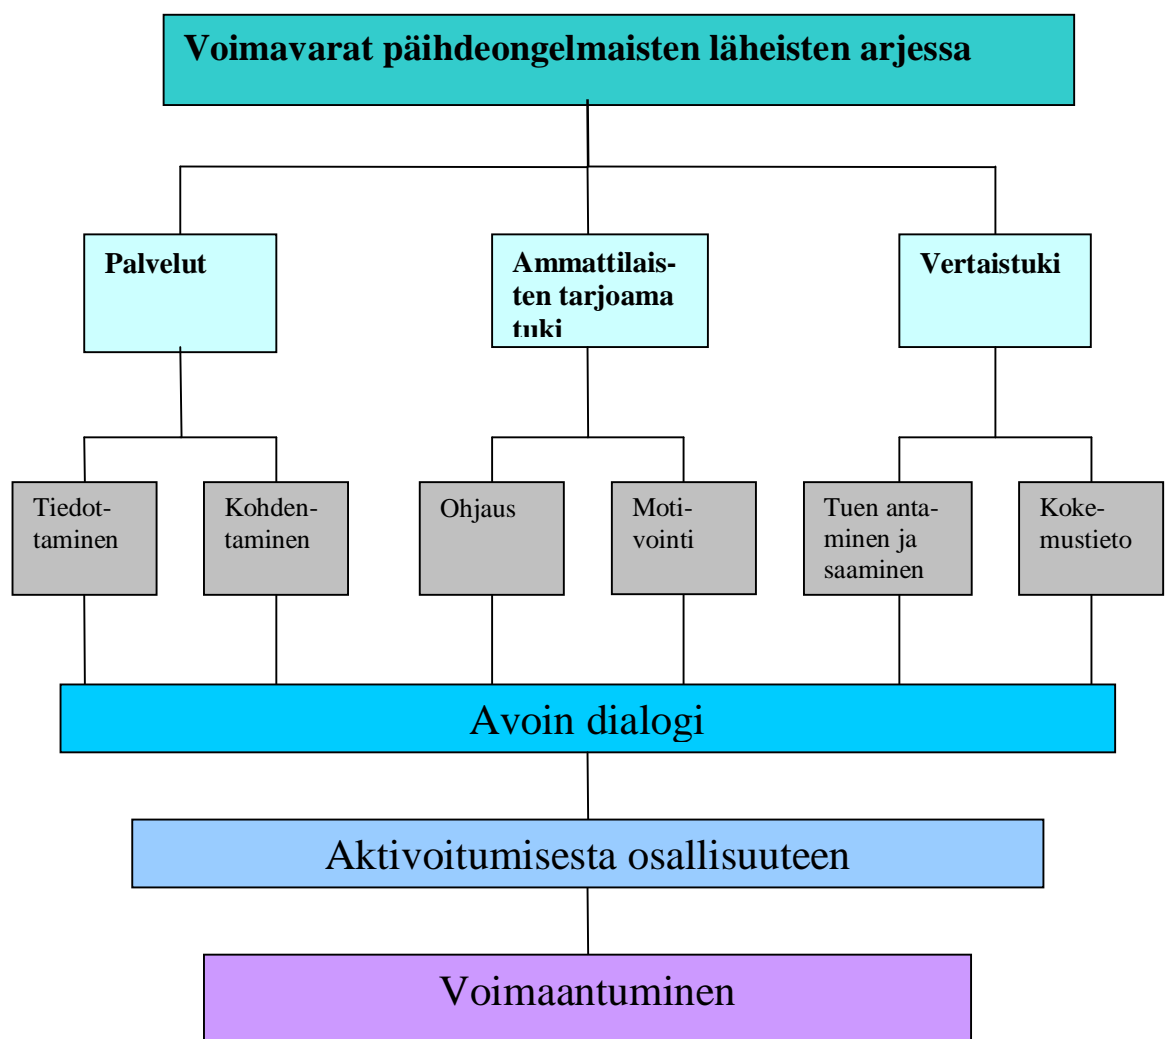 Voimavarat päihdeongelmaisten läheisten arjessa
Palvelut
Ammattilais-
ten tarjoama
tuki
Vertaistuki
Tiedot-
taminen
Kohden-
taminen
Ohjaus
Moti-
vointi
Tuen anta-
minen ja
saaminen
Koke-
mustieto
Avoin dialogi
Aktivoitumisesta osallisuuteen
Voimaantuminen